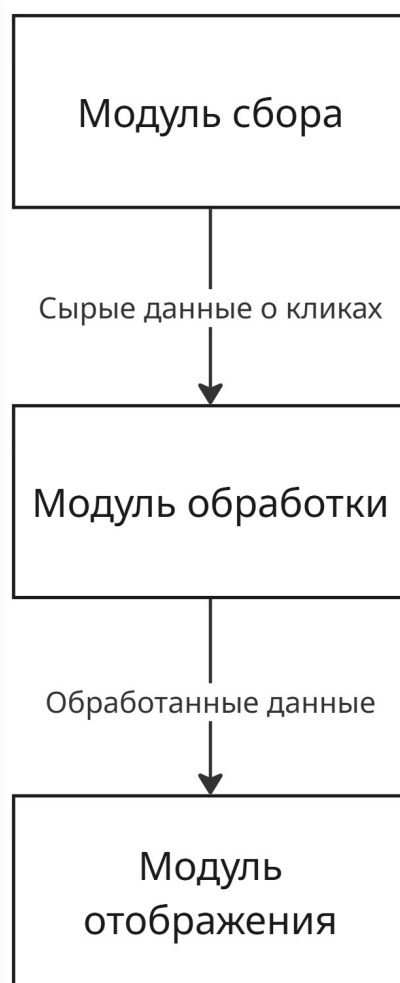 Модуль сбора
Сырые данные о кликах
Модуль обработки
Обработанные данные
Модуль
отображения